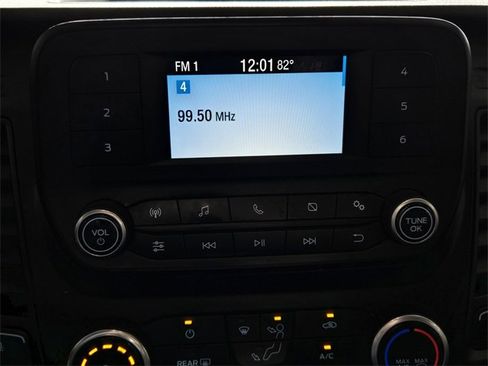 FM 1 12:01 82°
4
99.50 MHz
1
2
3
4
5
6
VOL
TUNE
OK
REAR
A/C
MAX MAX